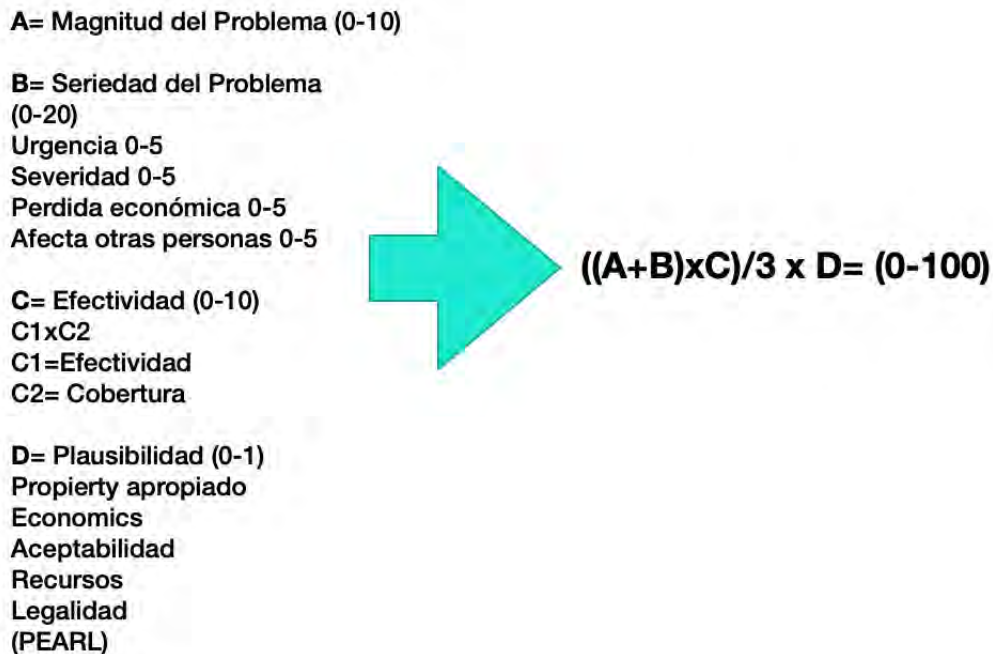 A= Magnitud del Problema (0-10)
B= Seriedad del Problema
(0-20)
Urgencia 0-5
Severidad 0-5
Perdida económica 0-5
Afecta otras personas 0-5
C= Efectividad (0-10)
C1xC2
C1=Efectividad
C2= Cobertura
D= Plausibilidad (0-1)
Propierty apropiado
Economics
Aceptabilidad
Recursos
Legalidad
(PEARL)
((A+B)xC)/3 x D= (0-100)